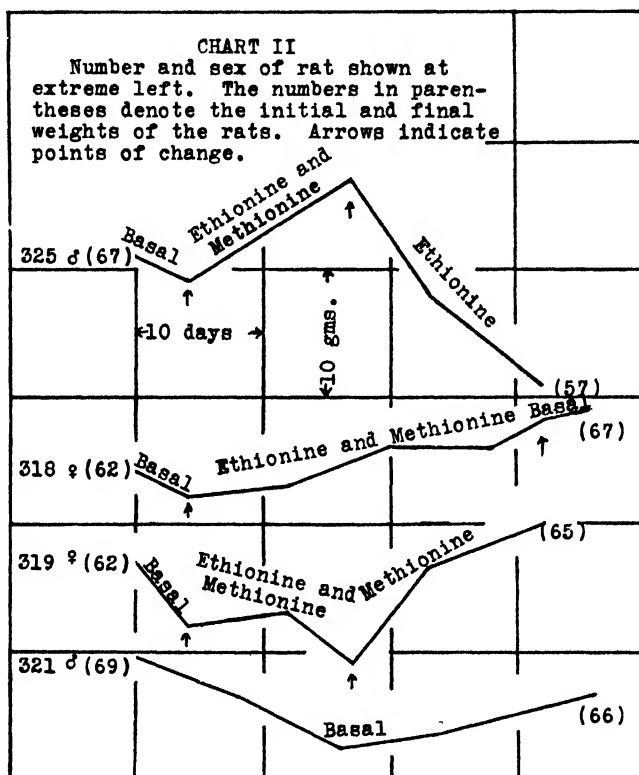 CHART II
Number and sex of rat shown at
extreme left. The numbers in paren-
theses denote the initial and final
weights of the rats. Arrows indicate
points of change.
325 ♂ (67)
Basal
Ethionine and
Methionine
Ethionine
10 days
10 gms.
(57)
318 ♀ (62)
Basal
Ethionine and Methionine Basal
(67)
319 ♀ (62)
Basal
Ethionine and Methionine
Methionine
(65)
321 ♂ (69)
Basal
(66)